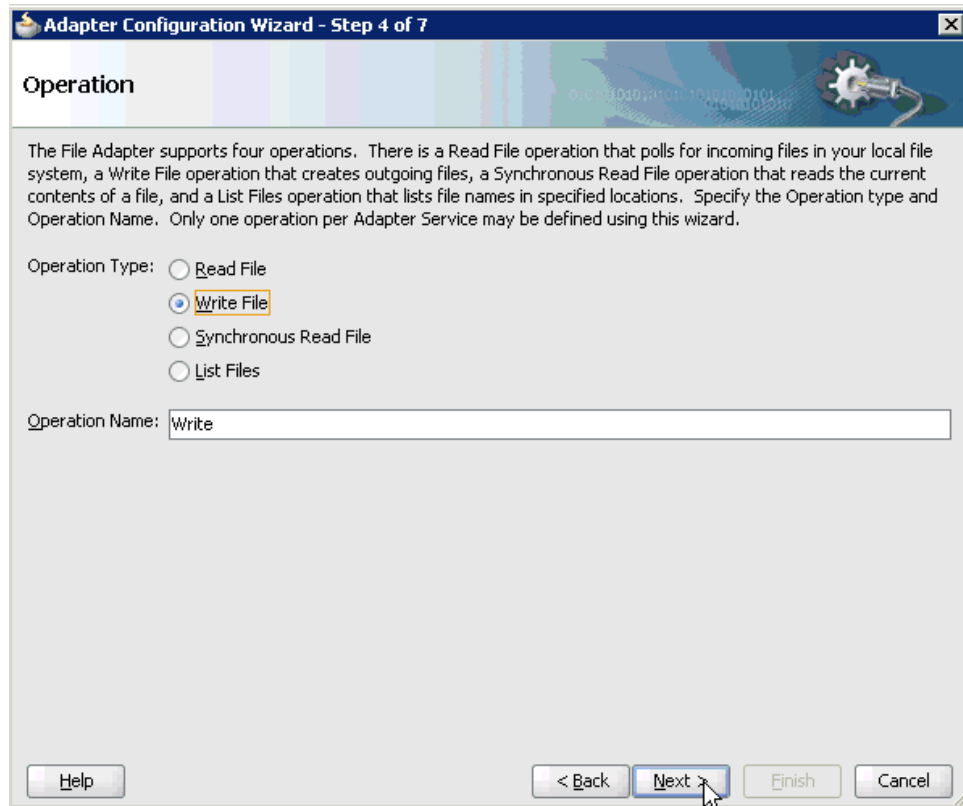 Adapter Configuration Wizard - Step 4 of 7
Operation
The File Adapter supports four operations. There is a Read File operation that polls for incoming files in your local file
system, a Write File operation that creates outgoing files, a Synchronous Read File operation that reads the current
contents of a file, and a List Files operation that lists file names in specified locations. Specify the Operation type and
Operation Name. Only one operation per Adapter Service may be defined using this wizard.
Operation Type: Read File
Write File
Synchronous Read File
List Files
Operation Name: Write
Help < Back Next > Finish Cancel